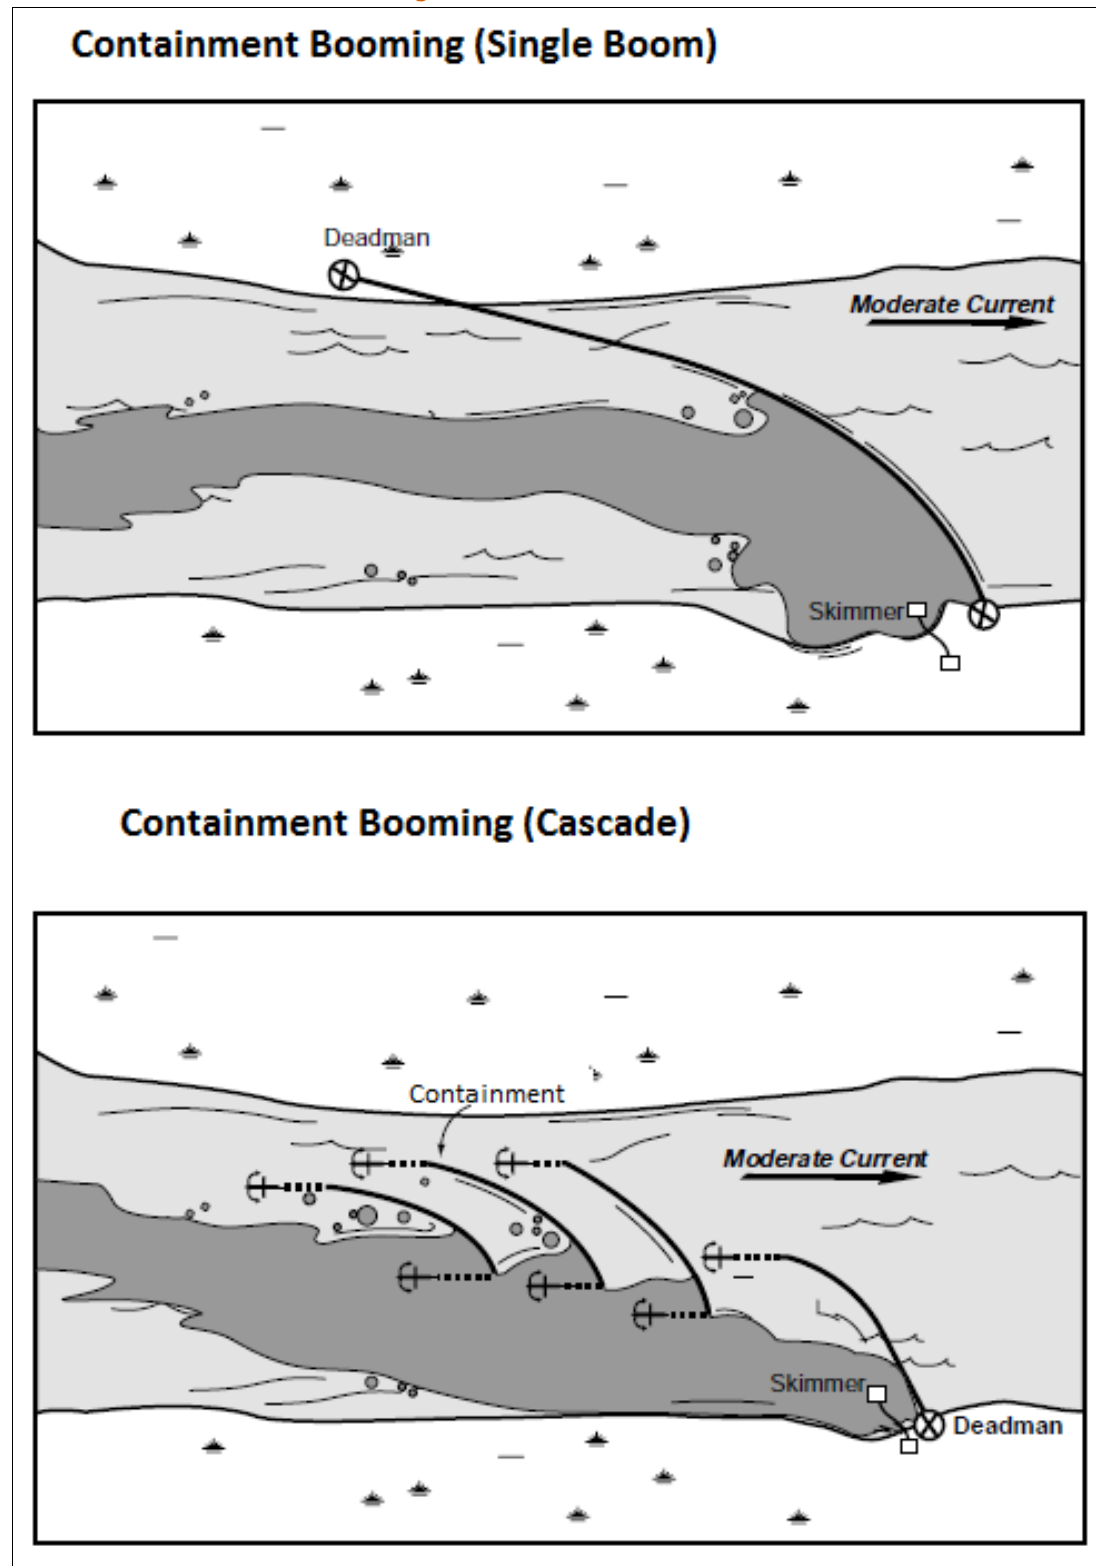 Containment Booming (Single Boom)
Deadman
Moderate Current
Skimmer
Containment Booming (Cascade)
Containment
Moderate Current
Skimmer
Deadman